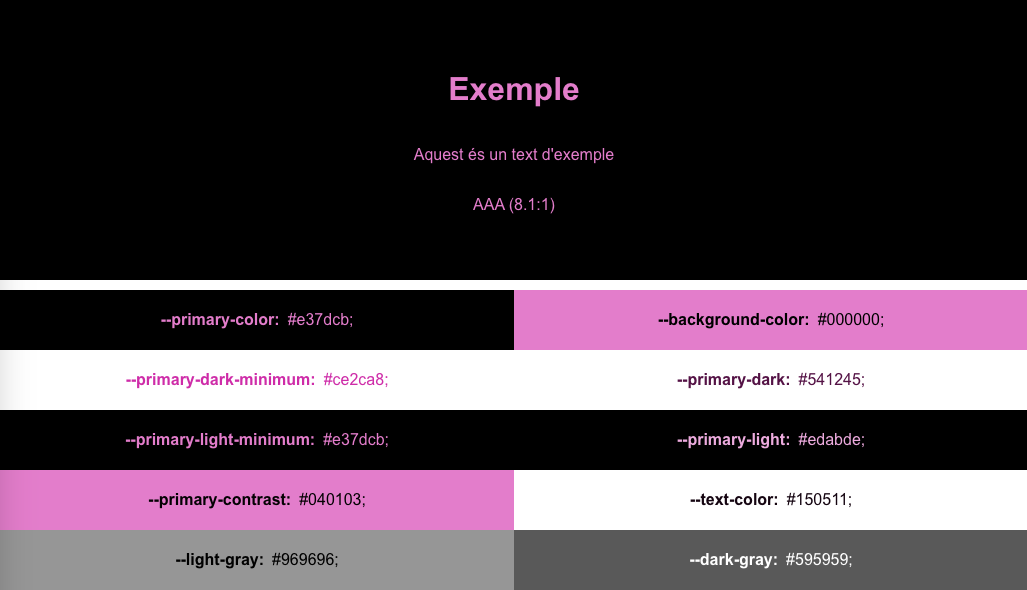 Exemple
Aquest és un text d'exemple
AAA (8.1:1)
--primary-color: #e37dcb;
--background-color: #000000;
--primary-dark-minimum: #ce2ca8;
--primary-dark: #541245;
--primary-light-minimum: #e37dcb;
--primary-light: #edabde;
--primary-contrast: #040103;
--text-color: #150511;
--light-gray: #969696;
--dark-gray: #595959;